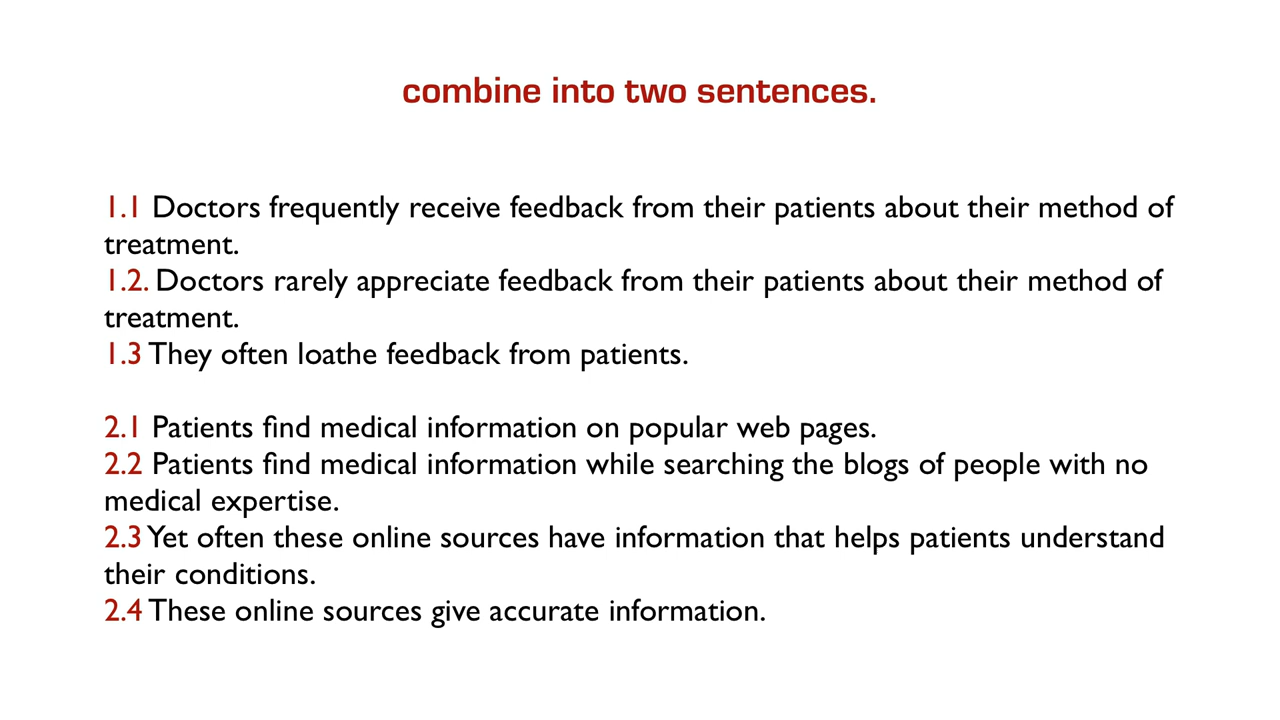 combine into two sentences.
1.1 Doctors frequently receive feedback from their patients about their method of
treatment.
1.2. Doctors rarely appreciate feedback from their patients about their method of
treatment.
1.3 They often loathe feedback from patients.
2.1 Patients find medical information on popular web pages.
2.2 Patients find medical information while searching the blogs of people with no
medical expertise.
2.3 Yet often these online sources have information that helps patients understand
their conditions.
2.4 These online sources give accurate information.